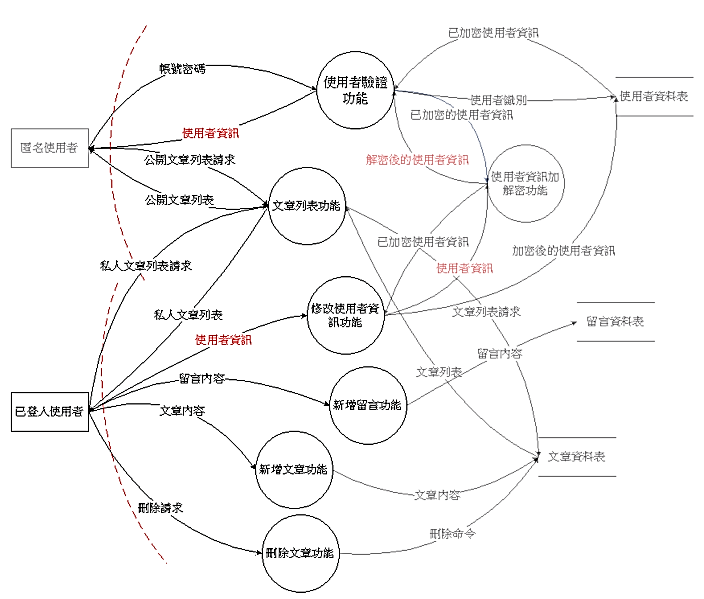 已加密使用者資訊
帳號密碼
使用者驗證
功能
使用者識別
使用者資料表
已加密的使用者資訊
使用者資訊
匿名使用者
公開文章列表請求
解密後的使用者資訊
使用者資訊加
解密功能
公開文章列表
文章列表功能
已加密使用者資訊
加密後的使用者資訊
私人文章列表請求
使用者資訊
私人文章列表
修改使用者資
訊功能
文章列表請求
留言資料表
使用者資訊
留言內容
文章列表
留言內容
已登入使用者
文章內容
新增留言功能
文章資料表
新增文章功能
文章內容
刪除請求
刪除命令
刪除文章功能